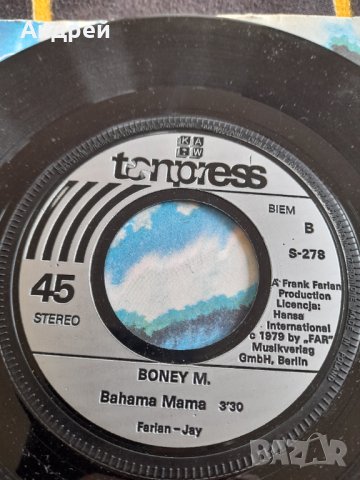 Андрей
K A
W
tonpress
BIEM B
S-278
45
STEREO
A Frank Farian
Production
Licencja:
Hansa
International
c 1979 by „FAR"
Musikverlag
GmbH, Berlin
BONEY M.
Bahama Mama 3'30
Farian-Jay
BAZAR